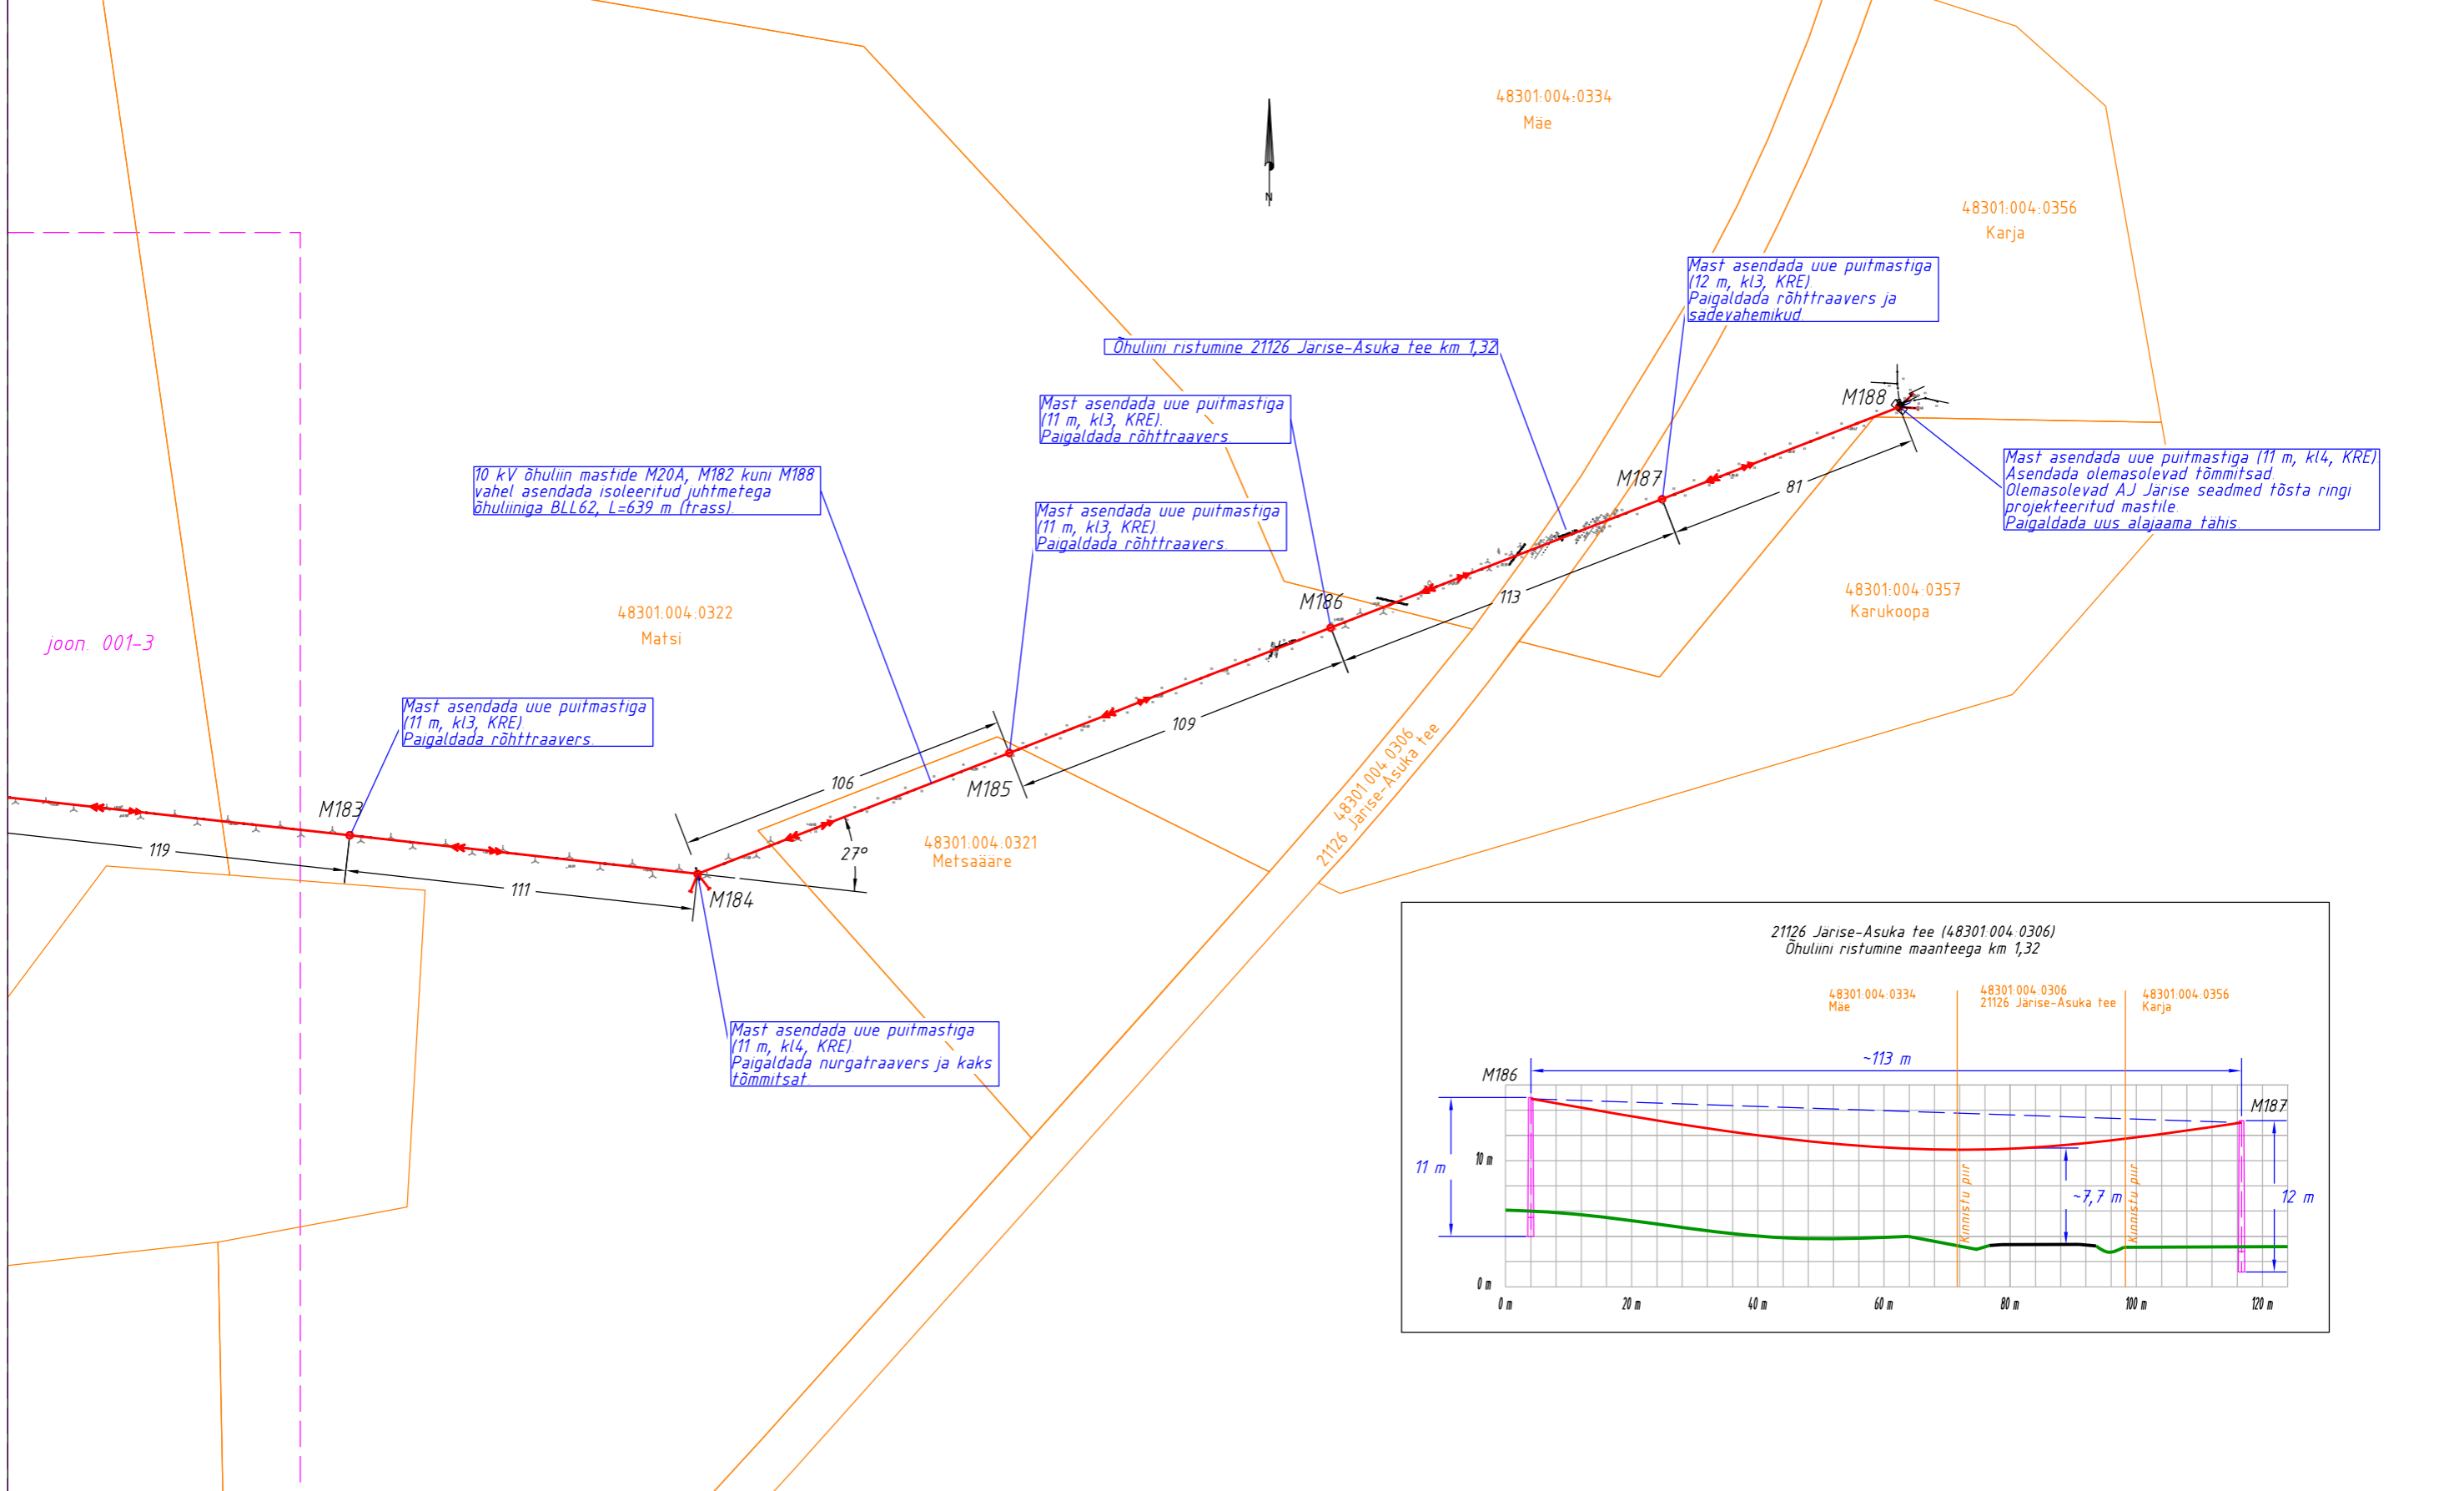 48301:004:0334
Mäe
N
48301:004:0356
Karja
Mast asendada uue puitmastiga
(12 m, kl3, KRE).
Paigaldada rõhttraavers ja
sädevahemikud.
Õhuliini ristumine 21126 Järise-Asuka tee km 1,32
Mast asendada uue puitmastiga
(11 m, kl3, KRE).
Paigaldada rõhttraavers.
M188
10 kV õhuliin mastide M20A, M182 kuni M188
vahel asendada isoleeritud juhtmetega
õhuliiniga BLL62, L=639 m (trass).
Mast asendada uue puitmastiga
(11 m, kl3, KRE).
Paigaldada rõhttraavers.
M187
81
Mast asendada uue puitmastiga (11 m, kl4, KRE).
Asendada olemasolevad tõmmitsad.
Olemasolevad AJ Järise seadmed tõsta ringi
projekteeritud mastile.
Paigaldada uus alajaama tähis.
48301:004:0322
Matsi
M186
113
48301:004:0357
Karukoopa
joon. 001-3
Mast asendada uue puitmastiga
(11 m, kl3, KRE).
Paigaldada rõhttraavers.
109
48301:004:0306
21126 Järise-Asuka tee
106
M185
M183
119
27°
48301:004:0321
Metsaääre
111
M184
Mast asendada uue puitmastiga
(11 m, kl4, KRE).
Paigaldada nurgatraavers ja kaks
tõmmitsat.
21126 Järise-Asuka tee (48301:004:0306)
Õhuliini ristumine maanteega km 1,32
48301:004:0334
Mäe
48301:004:0306
21126 Järise-Asuka tee
48301:004:0356
Karja
~113 m
M186
M187
11 m
10 m
Kinnistu piir
~7,7 m
Kinnistu piir
12 m
0 m
0 m
20 m
40 m
60 m
80 m
100 m
120 m